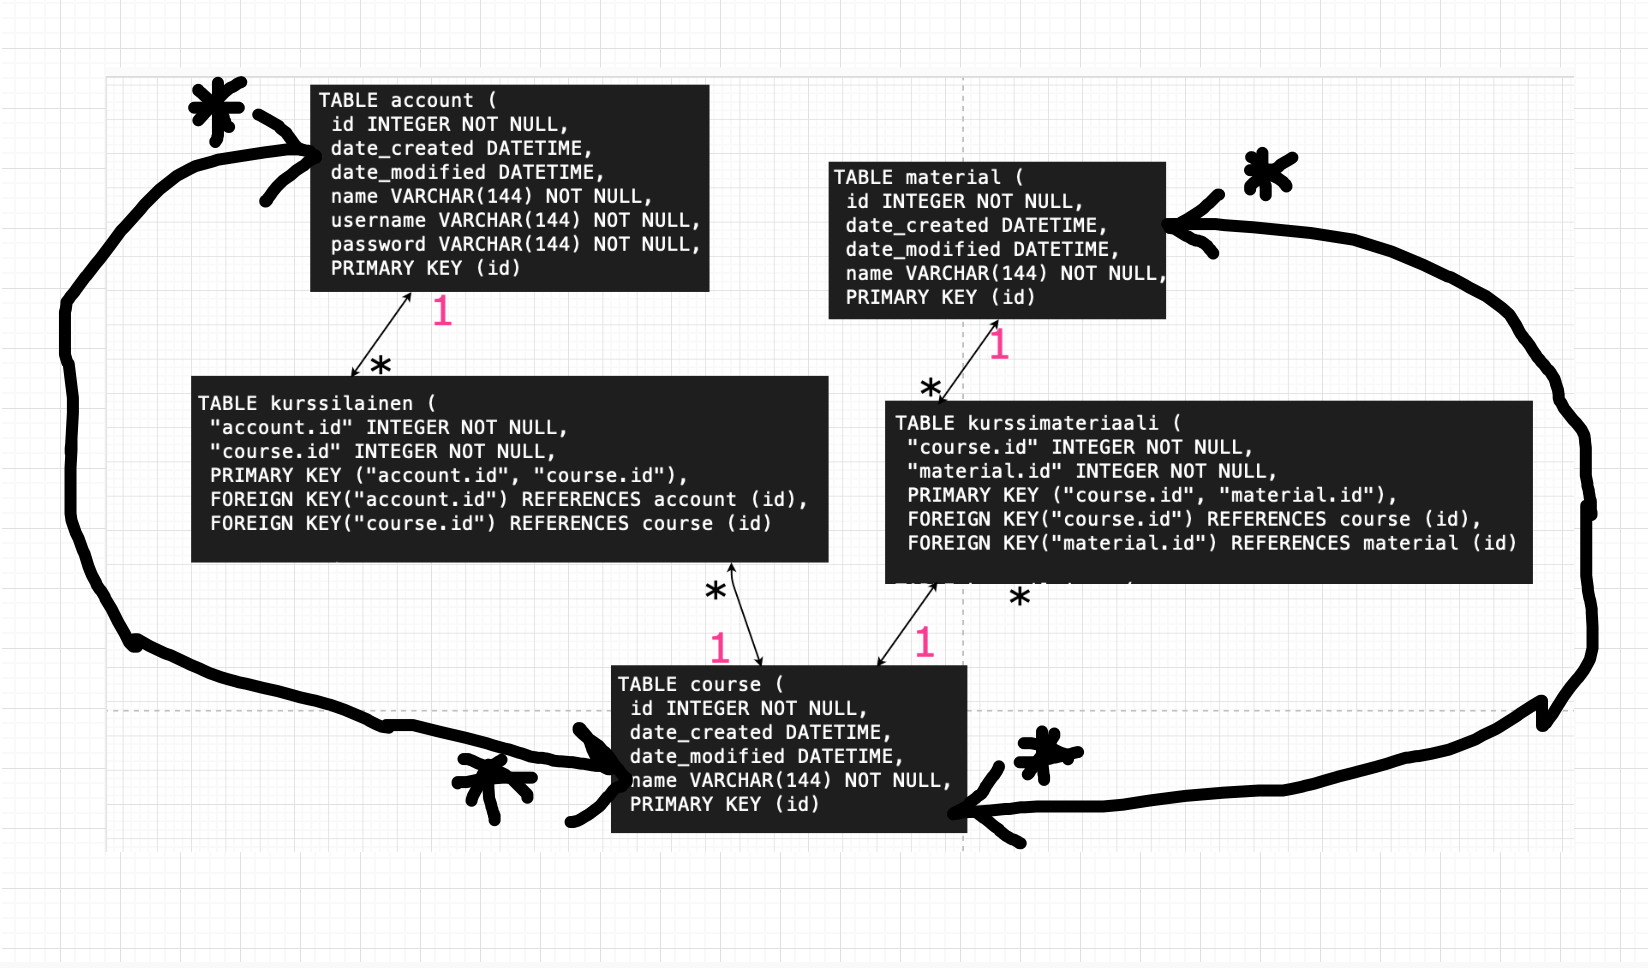 *
TABLE account (
id INTEGER NOT NULL,
date_created DATETIME,
date_modified DATETIME,
name VARCHAR(144) NOT NULL,
username VARCHAR(144) NOT NULL,
password VARCHAR(144) NOT NULL,
PRIMARY KEY (id)
1
*
*
TABLE material (
id INTEGER NOT NULL,
date_created DATETIME,
date_modified DATETIME,
name VARCHAR(144) NOT NULL,
PRIMARY KEY (id)
1
*
TABLE kurssilainen (
"account.id" INTEGER NOT NULL,
"course.id" INTEGER NOT NULL,
PRIMARY KEY ("account.id", "course.id"),
FOREIGN KEY("account.id") REFERENCES account (id),
FOREIGN KEY("course.id") REFERENCES course (id)
*
1
TABLE kurssimateriaali (
"course.id" INTEGER NOT NULL,
"material.id" INTEGER NOT NULL,
PRIMARY KEY ("course.id", "material.id"),
FOREIGN KEY("course.id") REFERENCES course (id),
FOREIGN KEY("material.id") REFERENCES material (id)
*
1
TABLE course (
id INTEGER NOT NULL,
date_created DATETIME,
date_modified DATETIME,
name VARCHAR(144) NOT NULL,
PRIMARY KEY (id)
*
*